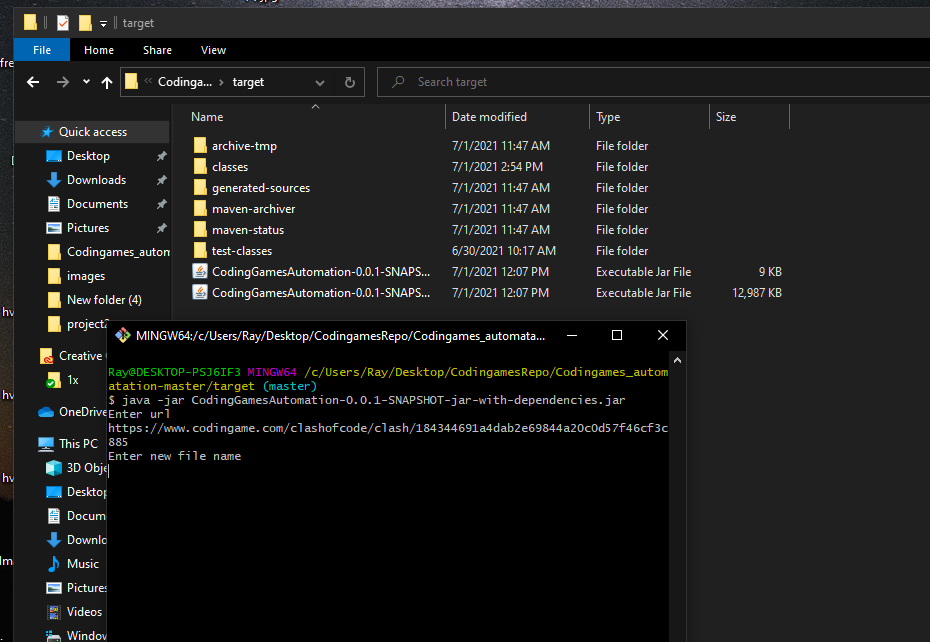 target
File Home Share View
Codinga... target
Search target
Name Date modified Type Size
Quick access
Desktop
Downloads
Documents
Pictures
Codingames_autom
images
New folder (4)
project2
Creative
1x
OneDrive
This PC
3D Obje
Desktop
Docum
Downlo
Music
Pictures
Videos
Window
archive-tmp 7/1/2021 11:47 AM File folder
classes 7/1/2021 2:54 PM File folder
generated-sources 7/1/2021 11:47 AM File folder
maven-archiver 7/1/2021 11:47 AM File folder
maven-status 7/1/2021 11:47 AM File folder
test-classes 6/30/2021 10:17 AM File folder
CodingGamesAutomation-0.0.1-SNAPS... 7/1/2021 12:07 PM Executable Jar File 9 KB
CodingGamesAutomation-0.0.1-SNAPS... 7/1/2021 12:07 PM Executable Jar File 12,987 KB
MINGW64:/c/Users/Ray/Desktop/CodingamesRepo/Codingames_automata...
Ray@DESKTOP-PSJ6IF3 MINGW64 /c/Users/Ray/Desktop/CodingamesRepo/Codingames_autom
atation-master/target (master)
$ java -jar CodingGamesAutomation-0.0.1-SNAPSHOT-jar-with-dependencies.jar
Enter url
https://www.codingame.com/clashofcode/clash/184344691a4dab2e69844a20c0d57f46cf3c
885
Enter new file name
fre
hv
hv
hv
lma